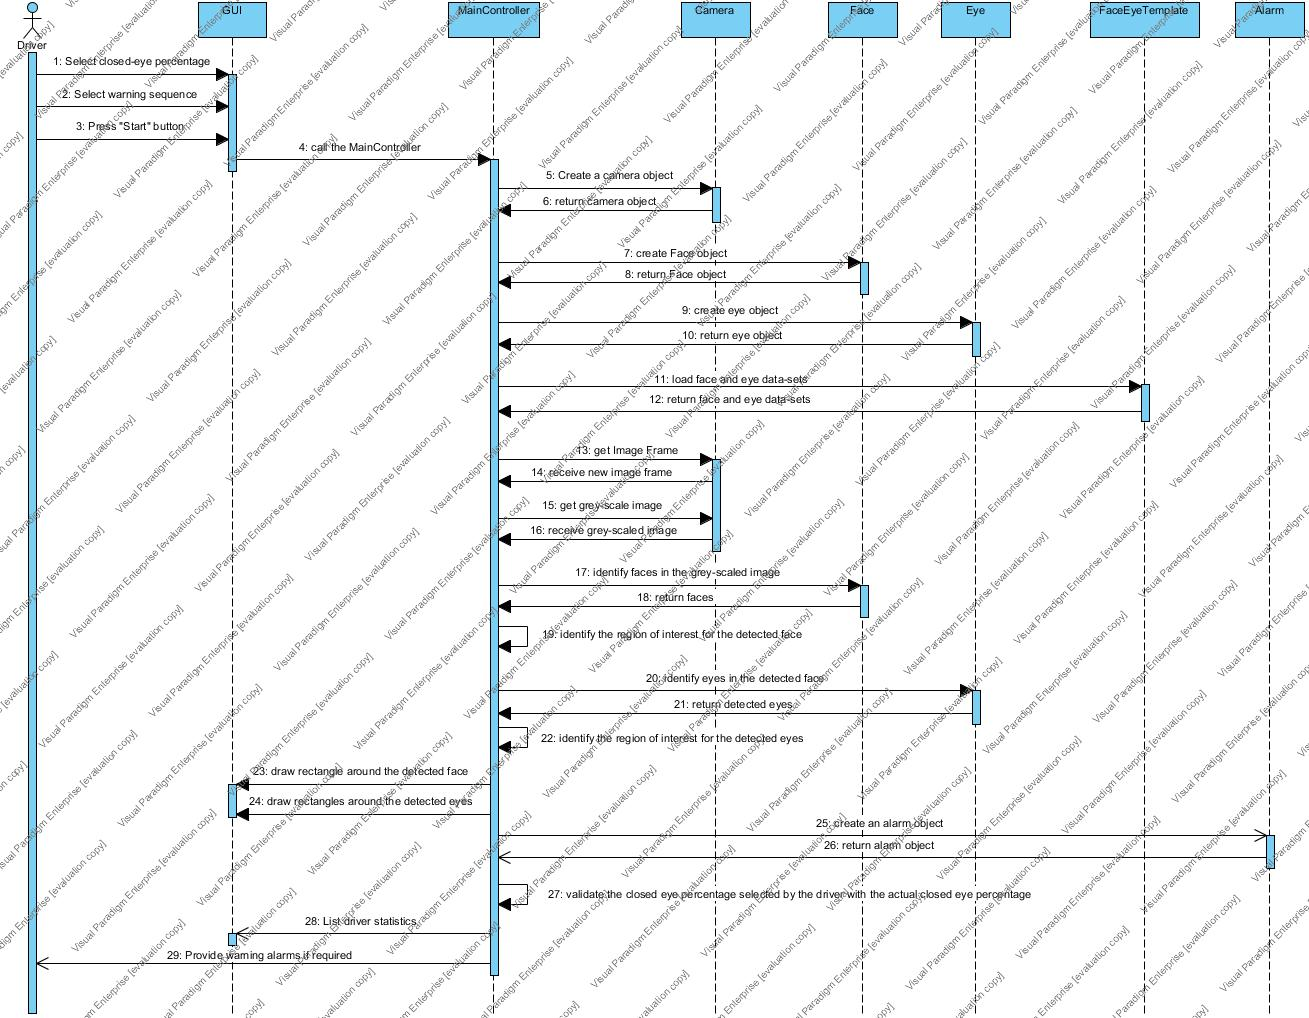 GUI
MainController
Camera
Face
Eye
FaceEyeTemplate
Alarm
Driver
1: Select closed-eye percentage
2: Select warning sequence
3: Press "Start" button
4: call the MainController
5: Create a camera object
6: return camera object
7: create Face object
8: return Face object
9: create eye object
10: return eye object
11: load face and eye data-sets
12: return face and eye data-sets
13: get Image Frame
14: receive new image frame
15: get grey-scale image
16: receive grey-scaled image
17: identify faces in the grey-scaled image
18: return faces
19: identify the region of interest for the detected face
20: identify eyes in the detected face
21: return detected eyes
22: identify the region of interest for the detected eyes
23: draw rectangle around the detected face
24: draw rectangles around the detected eyes
25: create an alarm object
26: return alarm object
27: validate the closed eye percentage selected by the driver with the actual closed eye percentage
28: List driver statistics
29: Provide warning alarms if required
Visual Paradigm Enterprise [evaluation copy]